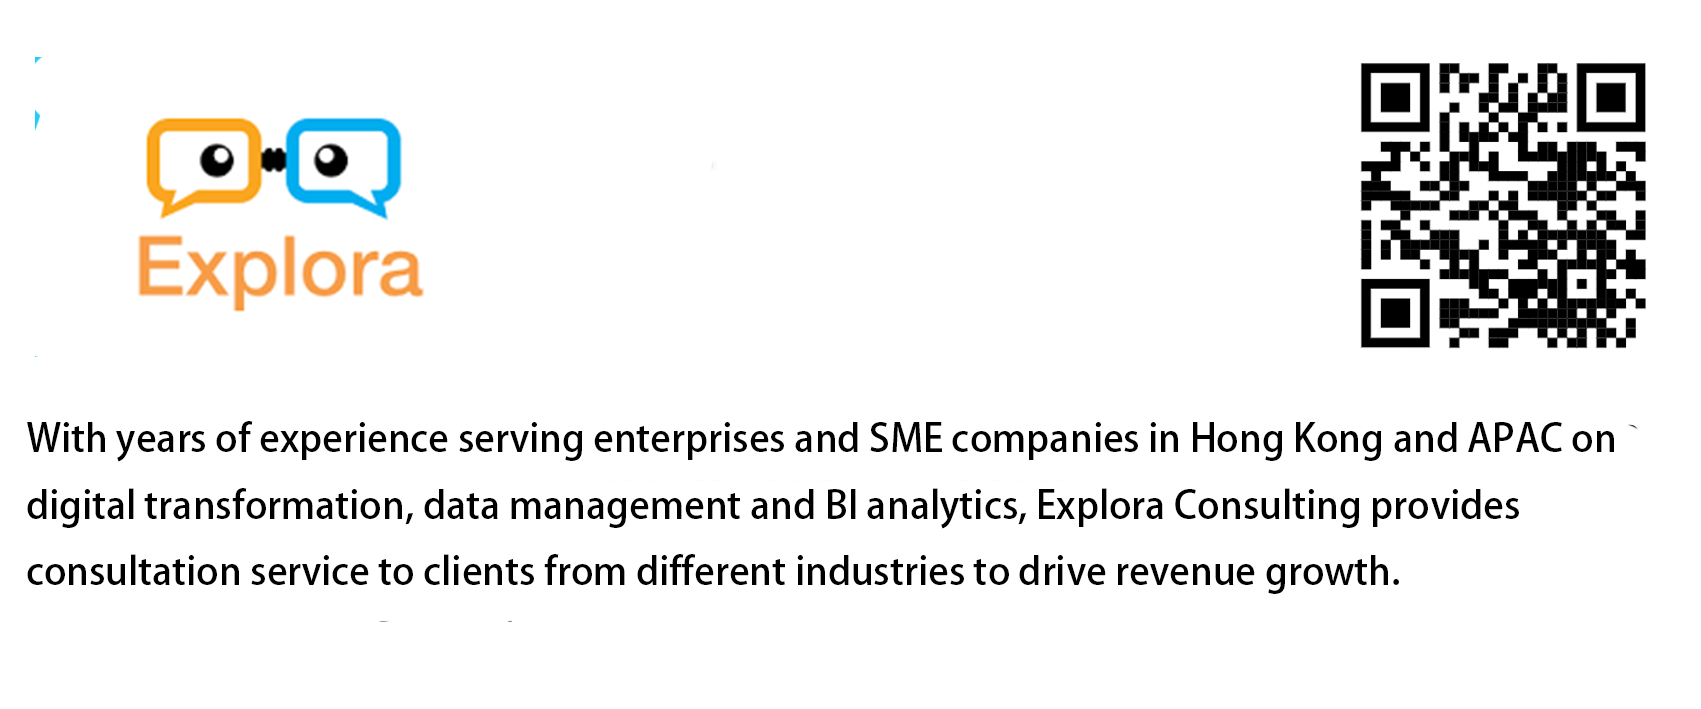 Explora
With years of experience serving enterprises and SME companies in Hong Kong and APAC on
digital transformation, data management and BI analytics, Explora Consulting provides
consultation service to clients from different industries to drive revenue growth.